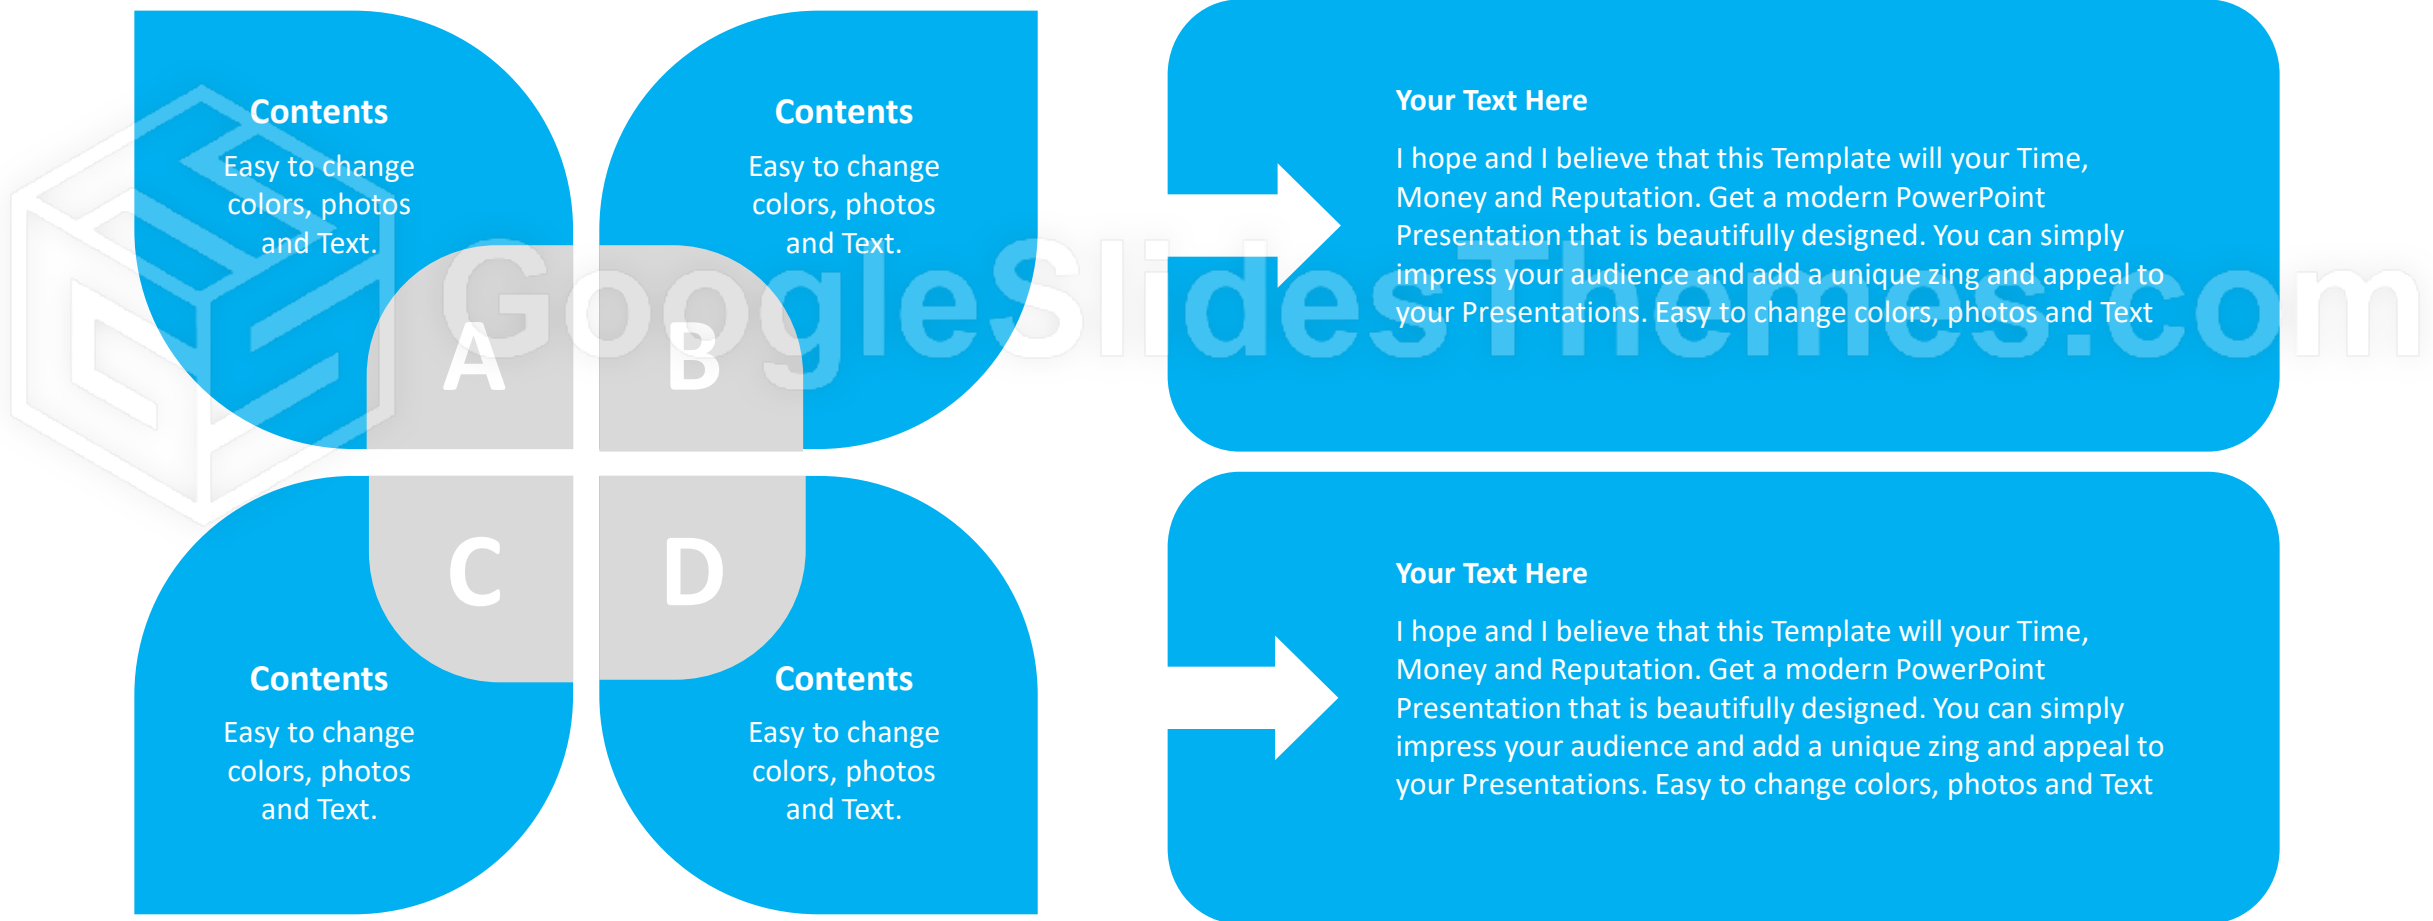 Contents
Easy to change
colors, photos
and Text.
A
Contents
Easy to change
colors, photos
and Text.
B
C
Contents
Easy to change
colors, photos
and Text.
D
Contents
Easy to change
colors, photos
and Text.
Your Text Here
I hope and I believe that this Template will your Time,
Money and Reputation. Get a modern PowerPoint
Presentation that is beautifully designed. You can simply
impress your audience and add a unique zing and appeal to
your Presentations. Easy to change colors, photos and Text
Your Text Here
I hope and I believe that this Template will your Time,
Money and Reputation. Get a modern PowerPoint
Presentation that is beautifully designed. You can simply
impress your audience and add a unique zing and appeal to
your Presentations. Easy to change colors, photos and Text
GoogleSlidesThemes.com